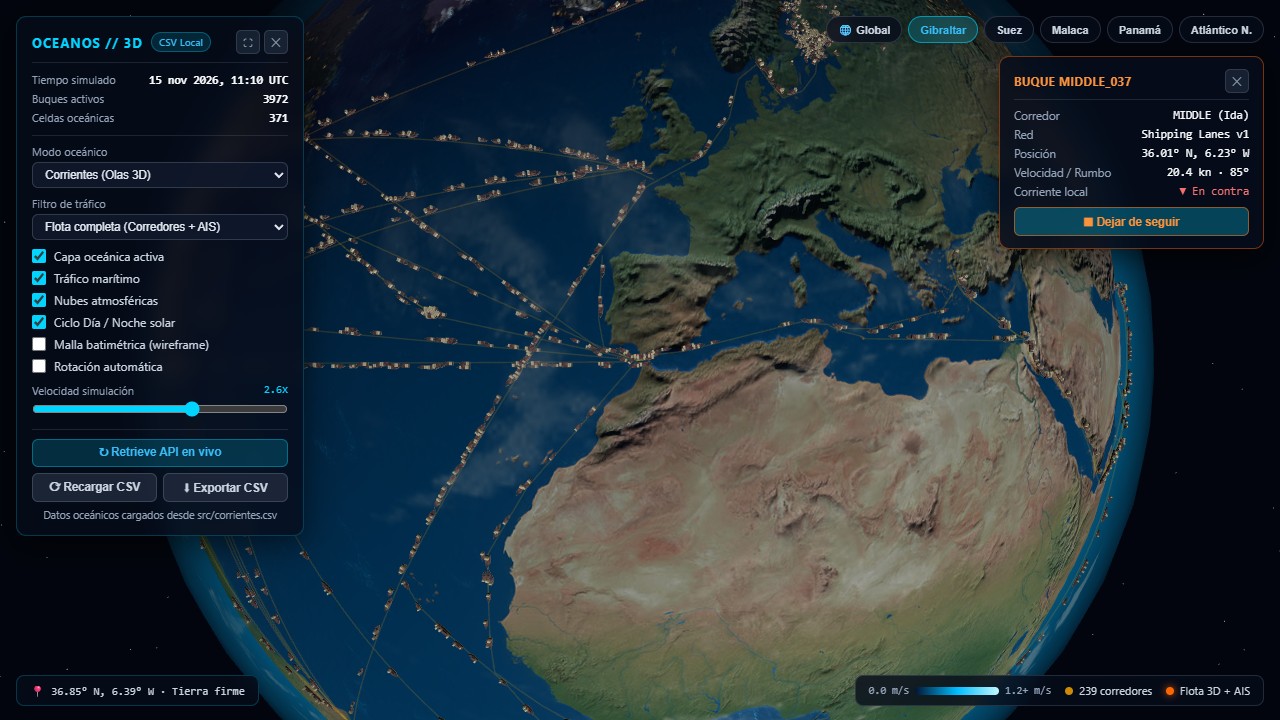 OCEANOS // 3D CSV Local
Tiempo simulado 15 nov 2026, 11:10 UTC
Buques activos 3972
Celdas oceánicas 371
Modo oceánico
Corrientes (Olas 3D)
Filtro de tráfico
Flota completa (Corredores + AIS)
Capa oceánica activa
Tráfico marítimo
Nubes atmosféricas
Ciclo Día / Noche solar
Malla batimétrica (wireframe)
Rotación automática
Velocidad simulación 2.6x
↻ Retrieve API en vivo
⟳ Recargar CSV ⬇ Exportar CSV
Datos oceánicos cargados desde src/corrientes.csv
🌐 Global Gibraltar Suez Malaca Panamá Atlántico N.
BUQUE MIDDLE_037
Corredor MIDDLE (Ida)
Red Shipping Lanes v1
Posición 36.01° N, 6.23° W
Velocidad / Rumbo 20.4 kn · 85°
Corriente local ▼ En contra
■ Dejar de seguir
📍 36.85° N, 6.39° W · Tierra firme
0.0 m/s 1.2+ m/s 239 corredores Flota 3D + AIS